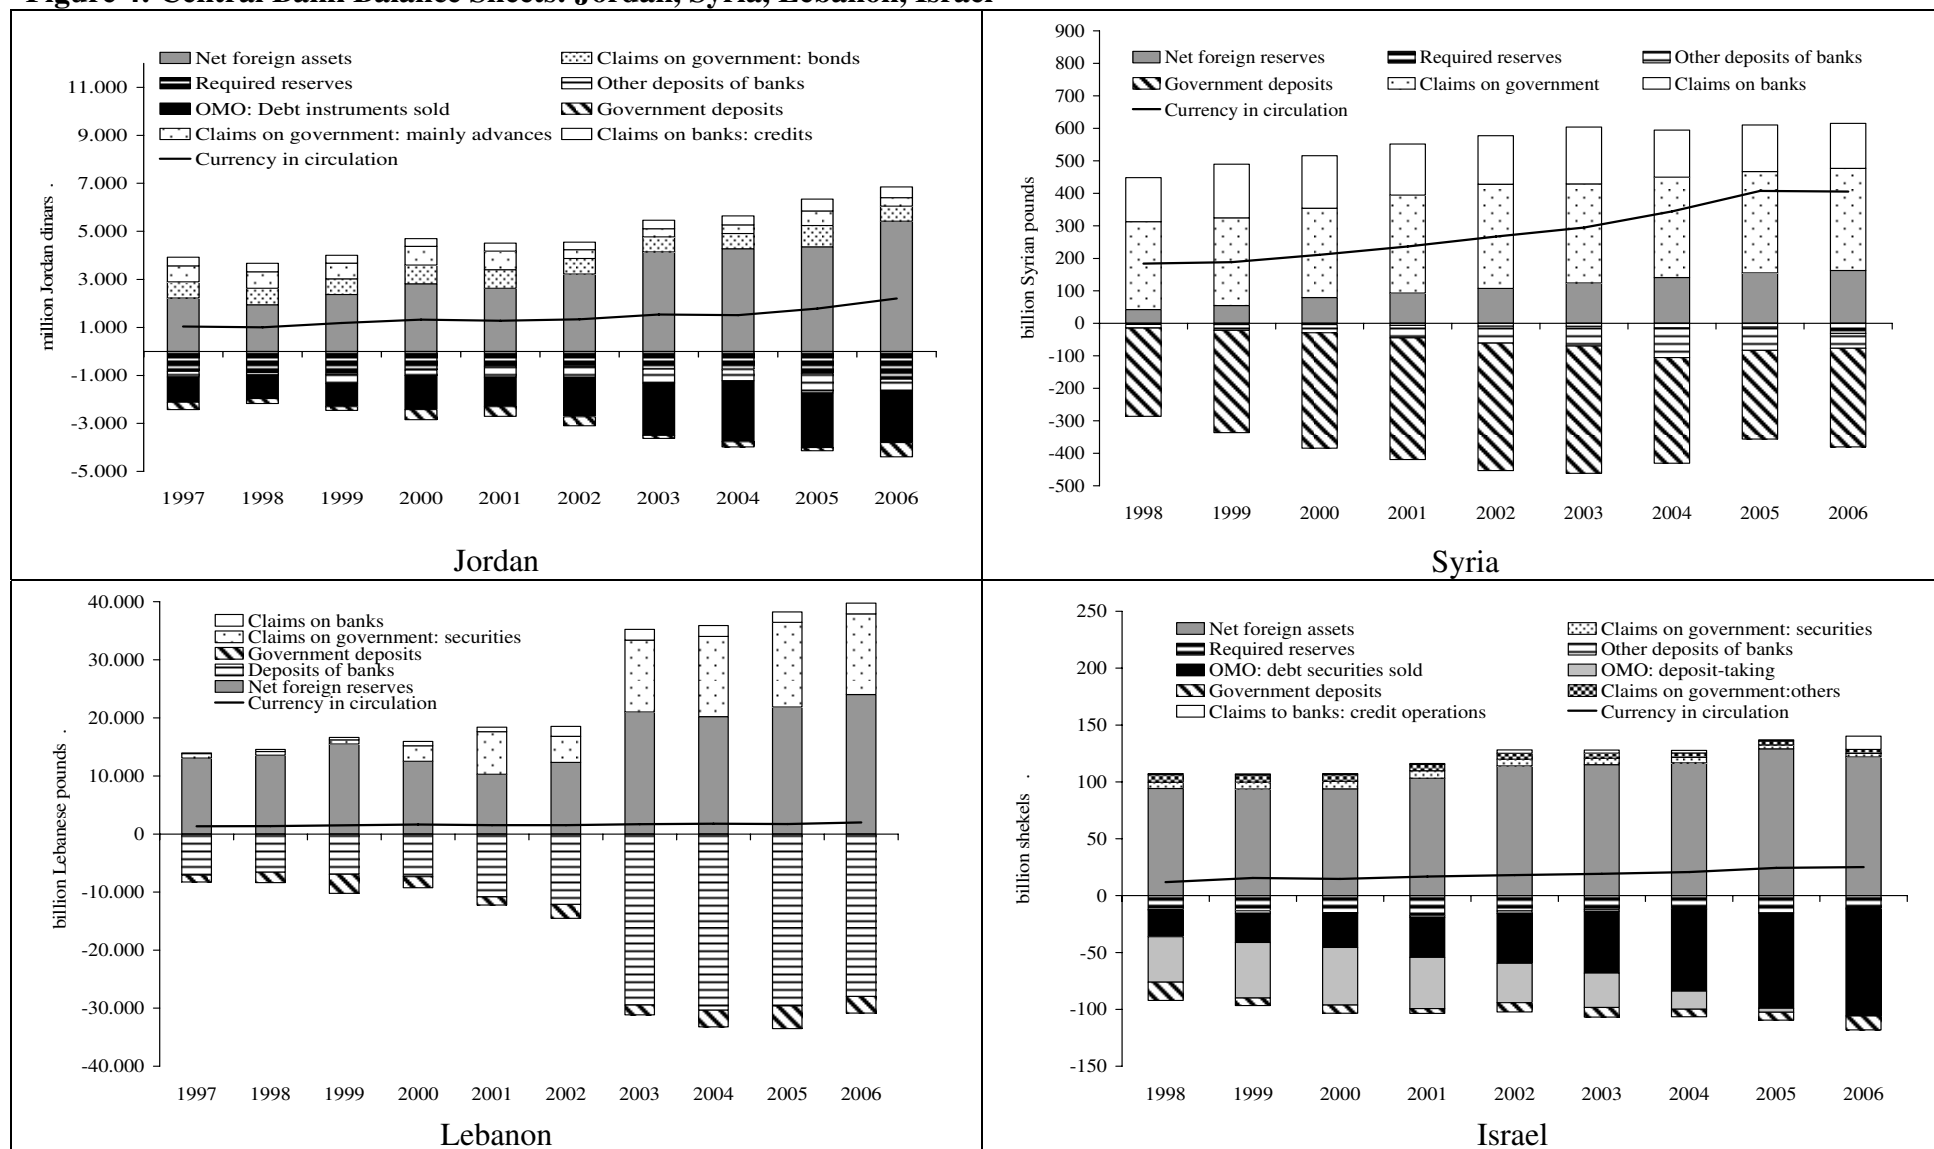 Figure 4: Central Bank Balance Sheets: Jordan, Syria, Lebanon, Israel
Net foreign assets
Claims on government: bonds
Required reserves
Other deposits of banks
OMO: Debt instruments sold
Government deposits
Claims on government: mainly advances
Claims on banks: credits
Currency in circulation
million Jordan dinars .
11.000
9.000
7.000
5.000
3.000
1.000
-1.000
-3.000
-5.000
1997 1998 1999 2000 2001 2002 2003 2004 2005 2006
Jordan
Net foreign reserves
Required reserves
Other deposits of banks
Government deposits
Claims on government
Claims on banks
Currency in circulation
billion Syrian pounds
900
800
700
600
500
400
300
200
100
0
-100
-200
-300
-400
-500
1998 1999 2000 2001 2002 2003 2004 2005 2006
Syria
Claims on banks
Claims on government: securities
Government deposits
Deposits of banks
Net foreign reserves
Currency in circulation
billion Lebanese pounds .
40.000
30.000
20.000
10.000
0
-10.000
-20.000
-30.000
-40.000
1997 1998 1999 2000 2001 2002 2003 2004 2005 2006
Lebanon
Net foreign assets
Claims on government: securities
Required reserves
Other deposits of banks
OMO: debt securities sold
OMO: deposit-taking
Government deposits
Claims on government:others
Claims to banks: credit operations
Currency in circulation
billion shekels .
250
200
150
100
50
0
-50
-100
-150
1998 1999 2000 2001 2002 2003 2004 2005 2006
Israel